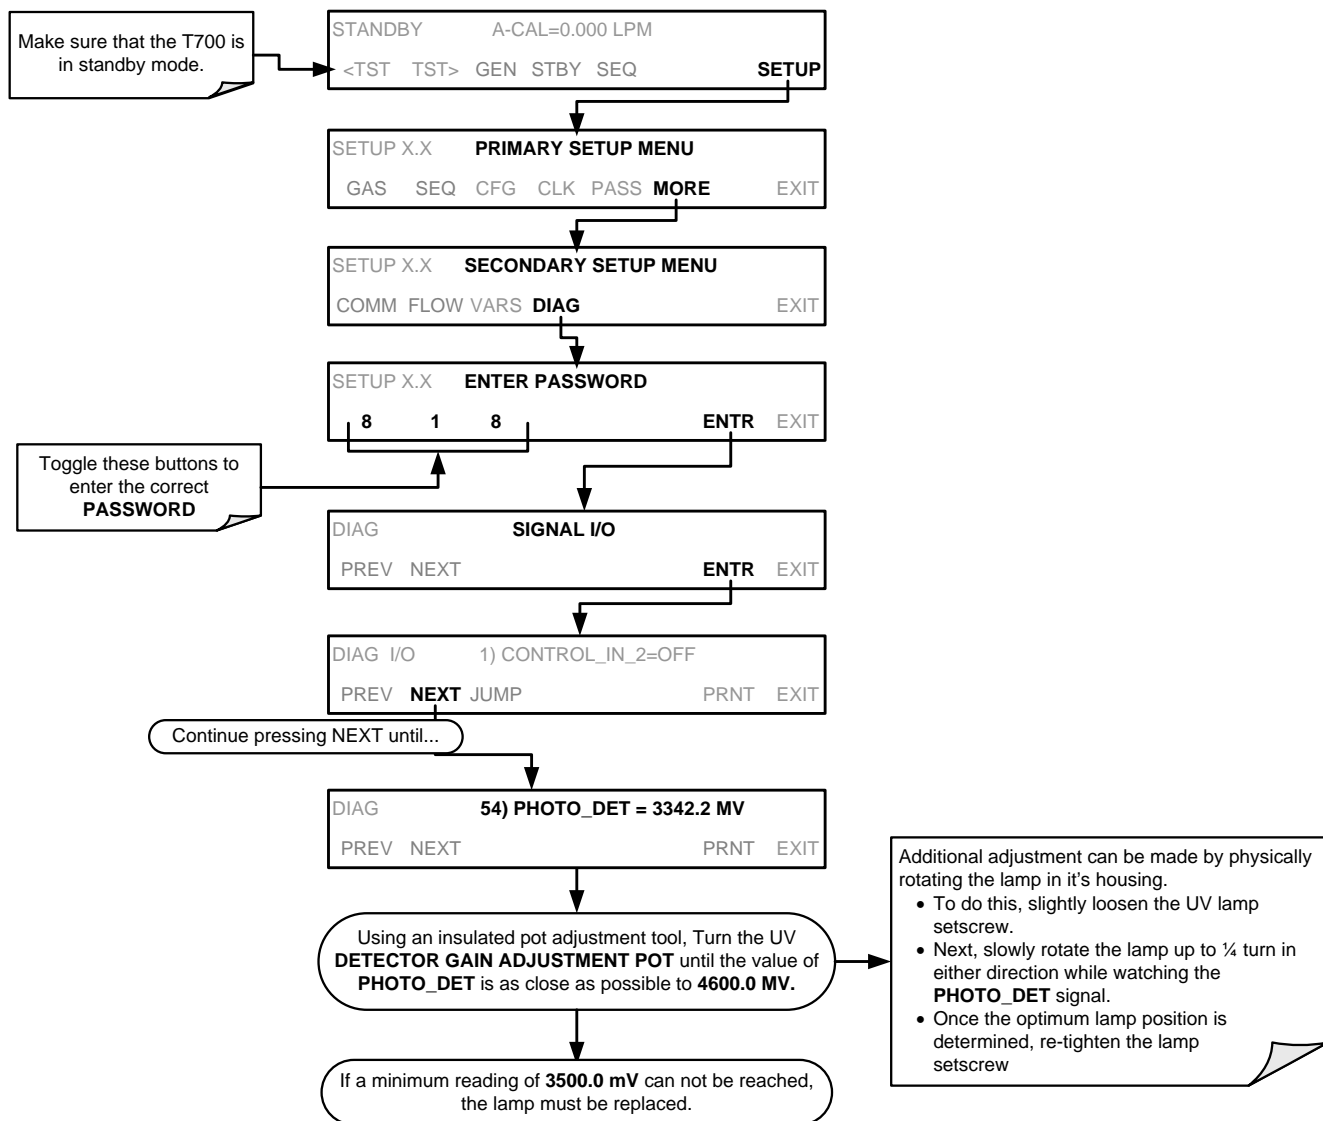 Make sure that the T700 is
in standby mode.
STANDBY A-CAL=0.000 LPM
<TST TST> GEN STBY SEQ SETUP
SETUP X.X PRIMARY SETUP MENU
GAS SEQ CFG CLK PASS MORE EXIT
SETUP X.X SECONDARY SETUP MENU
COMM FLOW VARS DIAG EXIT
SETUP X.X ENTER PASSWORD
8 1 8 ENTR EXIT
Toggle these buttons to
enter the correct
PASSWORD
DIAG SIGNAL I/O
PREV NEXT ENTR EXIT
DIAG I/O 1) CONTROL_IN_2=OFF
PREV NEXT JUMP PRNT EXIT
Continue pressing NEXT until...
DIAG 54) PHOTO_DET = 3342.2 MV
PREV NEXT PRNT EXIT
Using an insulated pot adjustment tool, Turn the UV
DETECTOR GAIN ADJUSTMENT POT until the value of
PHOTO_DET is as close as possible to 4600.0 MV.
Additional adjustment can be made by physically
rotating the lamp in it’s housing.
• To do this, slightly loosen the UV lamp
setscrew.
• Next, slowly rotate the lamp up to ¼ turn in
either direction while watching the
PHOTO_DET signal.
• Once the optimum lamp position is
determined, re-tighten the lamp
setscrew
If a minimum reading of 3500.0 mV can not be reached,
the lamp must be replaced.